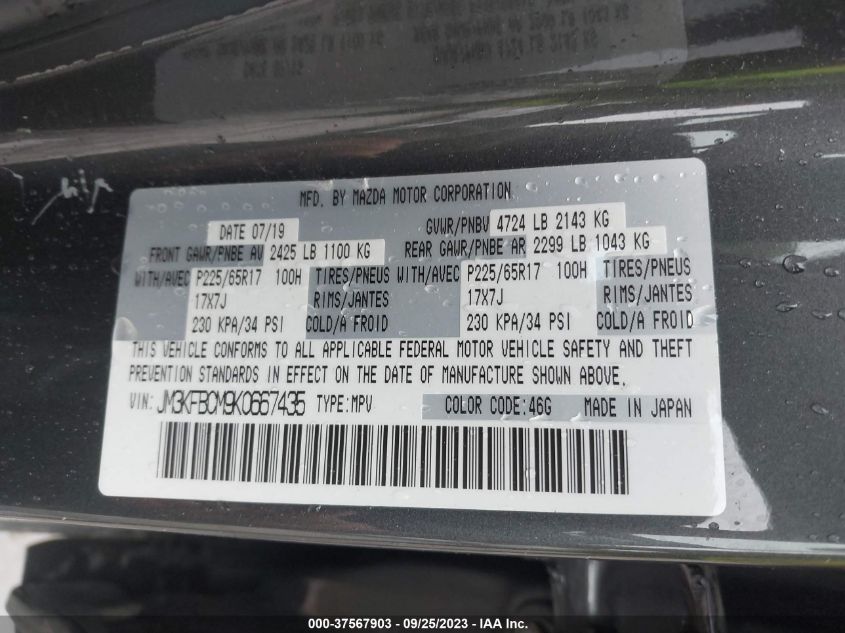 MFD. BY MAZDA MOTOR CORPORATION
DATE 07/19 GVWR/PNBV 4724 LB 2143 KG
FRONT GAWR/PNBE AV 2425 LB 1100 KG REAR GAWR/PNBE AR 2299 LB 1043 KG
WITH/AVEC P225/65R17 100H TIRES/PNEUS WITH/AVEC P225/65R17 100H TIRES/PNEUS
17X7J RIMS/JANTES 17X7J RIMS/JANTES
230 KPA/34 PSI COLD/A FROID 230 KPA/34 PSI COLD/A FROID
THIS VEHICLE CONFORMS TO ALL APPLICABLE FEDERAL MOTOR VEHICLE SAFETY AND THEFT
PREVENTION STANDARDS IN EFFECT ON THE DATE OF MANUFACTURE SHOWN ABOVE.
VIN: JM3KFBCM9K0667435 TYPE:MPV COLOR CODE:46G MADE IN JAPAN
000-37567903 - 09/25/2023 - IAA Inc.